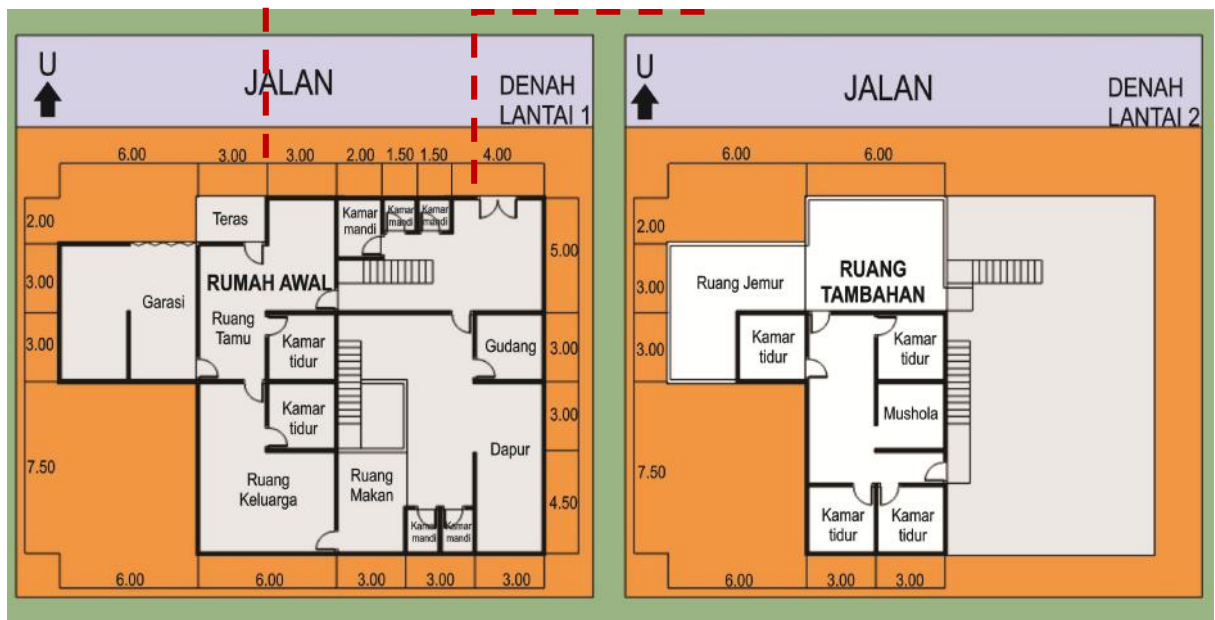 U
JALAN
DENAH
LANTAI 1
6.00
3.00
3.00
2.00
1.50
1.50
4.00
2.00
3.00
3.00
7.50
Teras
Kamar
mandi
Kamar
mandi
Kamar
mandi
5.00
RUMAH AWAL
Garasi
Ruang
Tamu
Kamar
tidur
Gudang
3.00
Kamar
tidur
3.00
Dapur
Ruang
Keluarga
Ruang
Makan
4.50
Kamar
mandi
Kamar
mandi
6.00
6.00
3.00
3.00
3.00
U
JALAN
DENAH
LANTAI 2
6.00
6.00
2.00
3.00
3.00
7.50
Ruang Jemur
RUANG
TAMBAHAN
Kamar
tidur
Kamar
tidur
Mushola
Kamar
tidur
Kamar
tidur
6.00
3.00
3.00